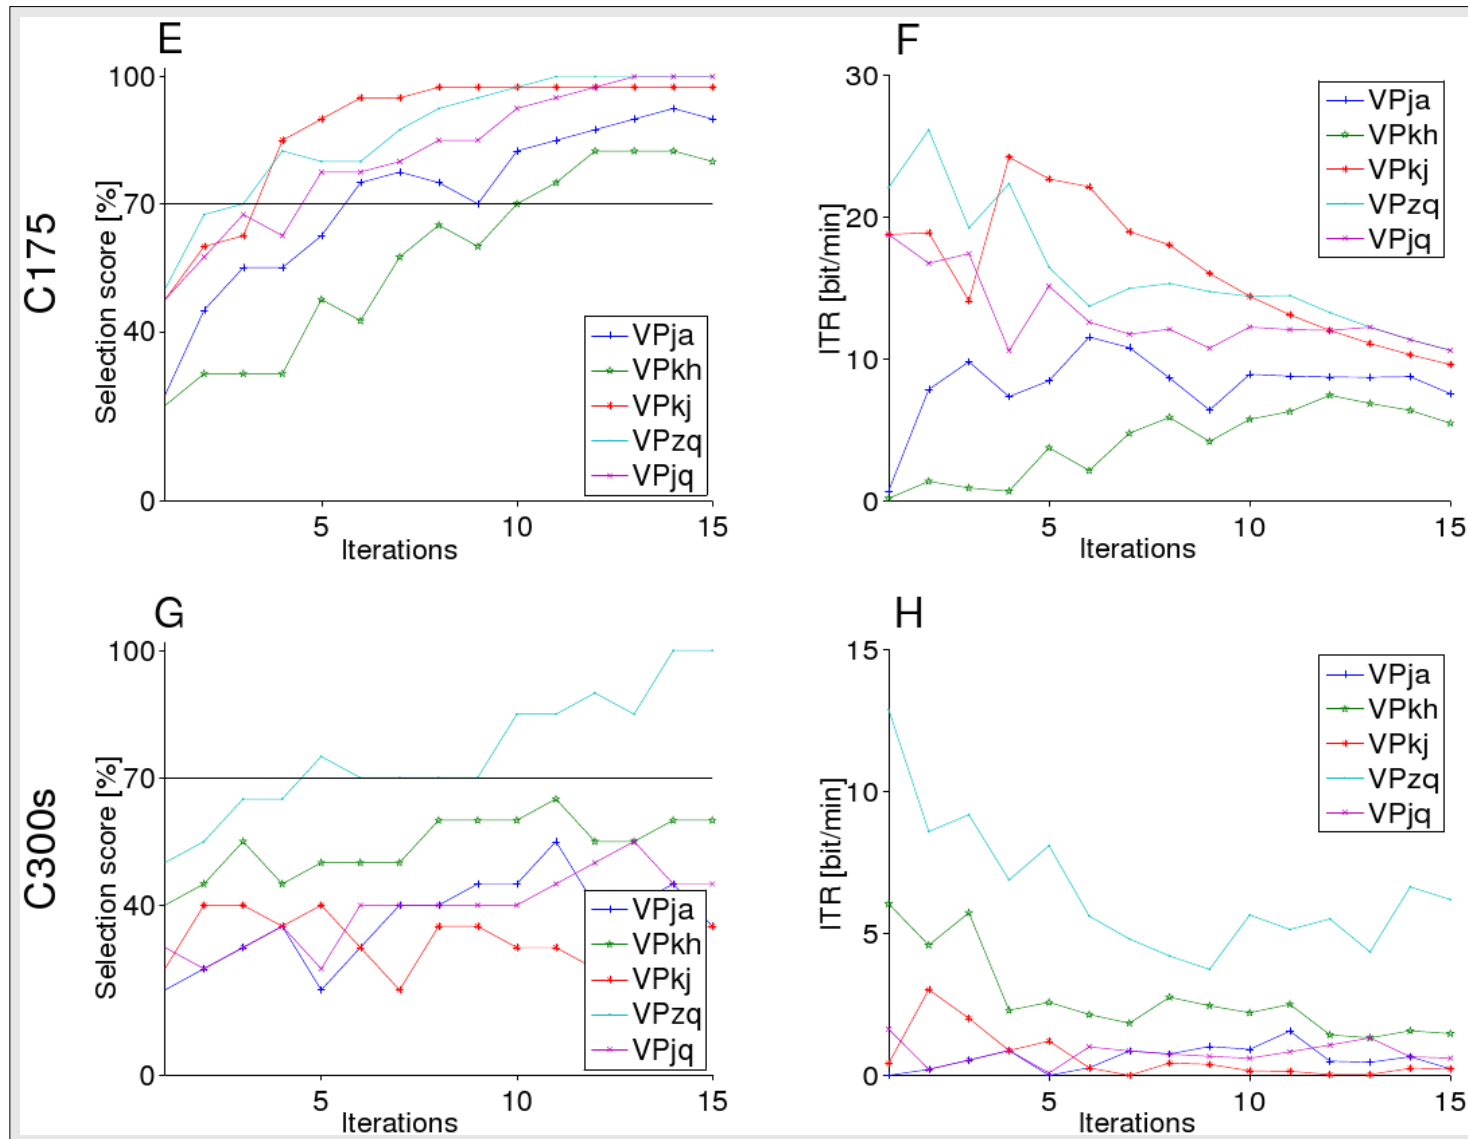 E
C175
Selection score [%]
100
70
40
0
5
10
15
Iterations
VPja
VPkh
VPkj
VPzq
VPjq
F
ITR [bit/min]
30
20
10
0
5
10
15
Iterations
VPja
VPkh
VPkj
VPzq
VPjq
G
C300s
Selection score [%]
100
70
40
0
5
10
15
Iterations
VPja
VPkh
VPkj
VPzq
VPjq
H
ITR [bit/min]
15
10
5
0
5
10
15
Iterations
VPja
VPkh
VPkj
VPzq
VPjq